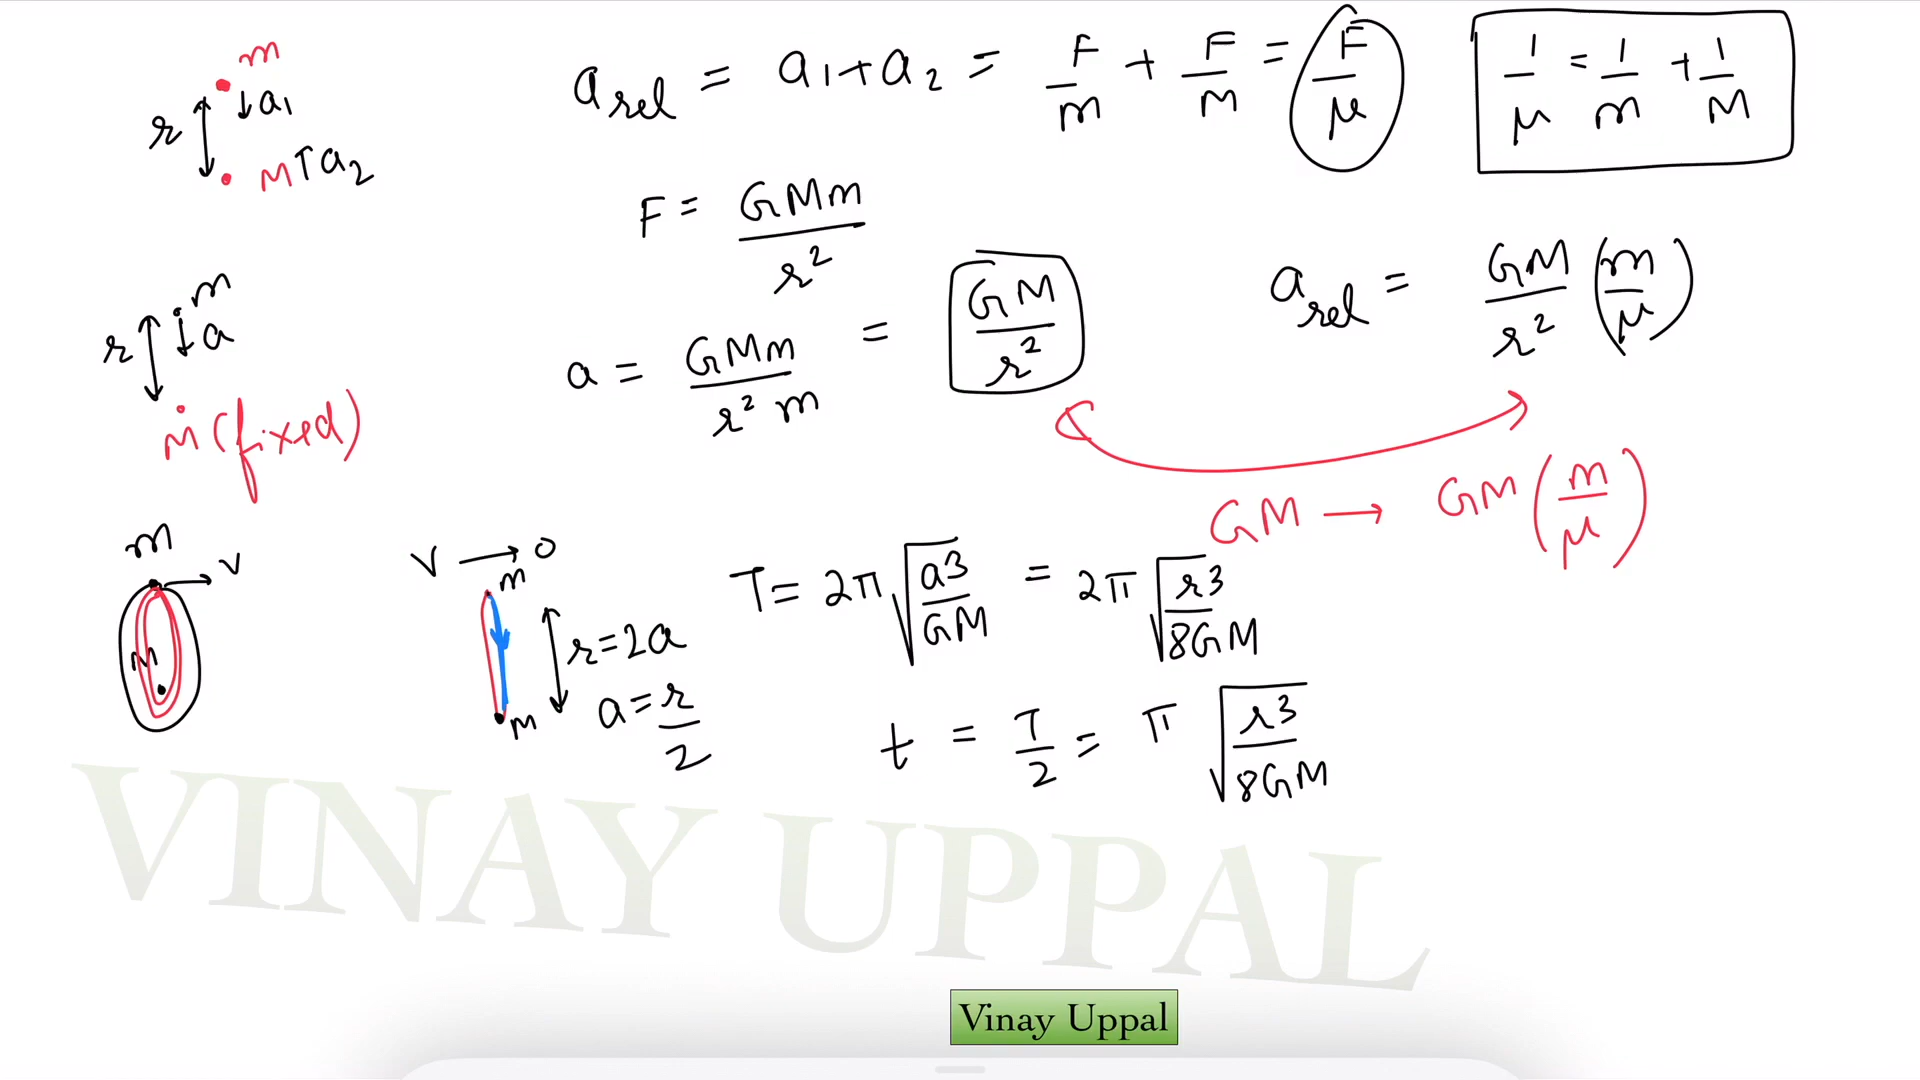 m
r ↕ ↓a₁
M ↑a₂
a_rel = a₁+a₂ = F/m + F/M = F/μ
1/μ = 1/m + 1/M
F = GMm/r²
m
r ↕ ↓a
M (fixed)
a = GMm/r²m = GM/r²
a_rel = GM/r² (m/μ)
GM → GM (m/μ)
m
v
M
v → 0
m
r=2a
a=r/2
M
T = 2π √(a³/GM) = 2π √(r³/8GM)
t = T/2 = π √(r³/8GM)
VINAY UPPAL
Vinay Uppal